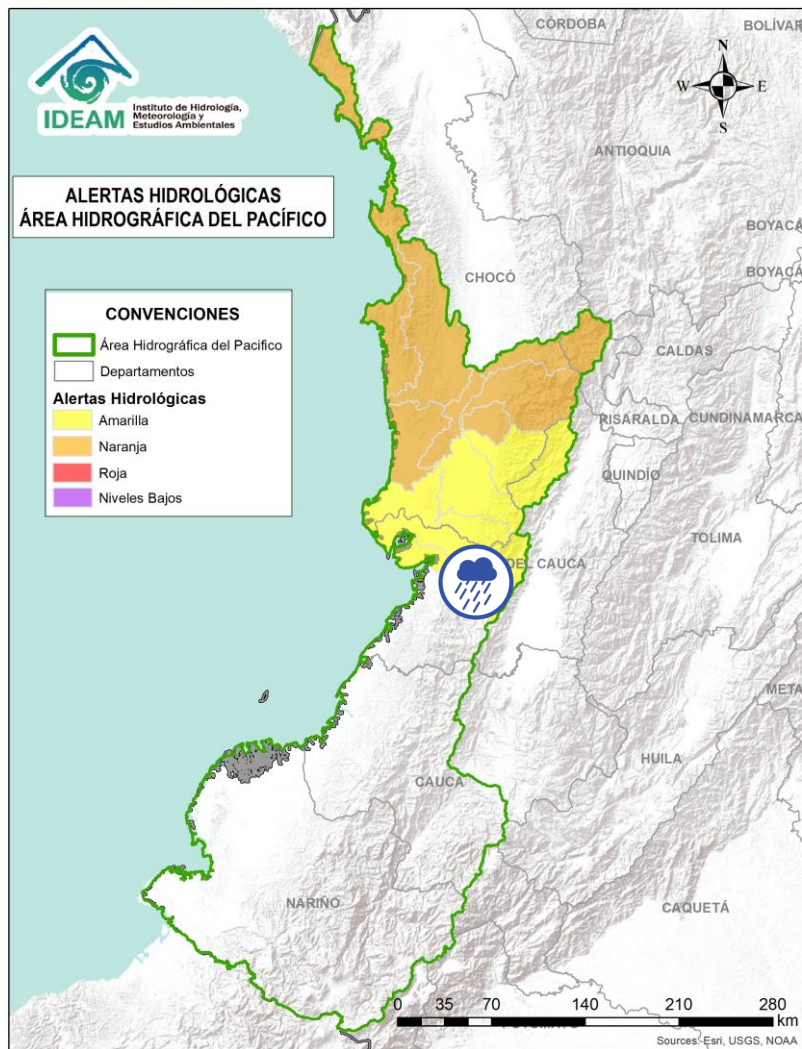 CÓRDOBA
BOLÍVAR
N
W E
S
IDEAM
Instituto de Hidrología,
Meteorología y
Estudios Ambientales
ANTIOQUIA
ALERTAS HIDROLÓGICAS
ÁREA HIDROGRÁFICA DEL PACÍFICO
BOYACÁ
BOYACÁ
CHOCÓ
CONVENCIONES
Área Hidrográfica del Pacifico
Departamentos
Alertas Hidrológicas
Amarilla
Naranja
Roja
Niveles Bajos
CALDAS
RISARALDA
CUNDINAMARCA
QUINDÍO
TOLIMA
DEL CAUCA
META
HUILA
CAUCA
NARIÑO
CAQUETÁ
0 35 70 140 210 280
km
Sources: Esri, USGS, NOAA